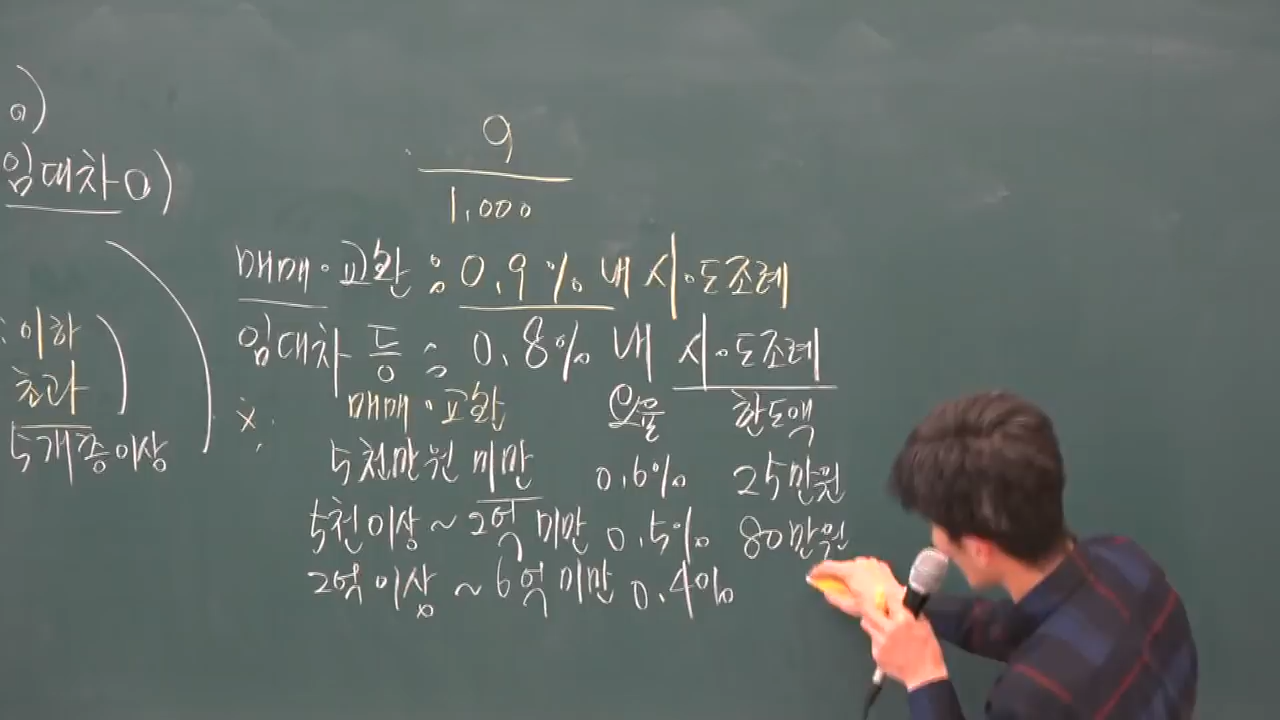 이)
임대차 이)
: 이하)
초과)
5개종이상
9
1,000
매매·교환 : 0.9% 내 시·도조례
임대차 등 : 0.8% 내 시·도조례
※ 매매·교환 요율 한도액
5천만원 미만 0.6% 25만원
5천이상 ~ 2억 미만 0.5% 80만원
2억 이상 ~ 6억 미만 0.4%